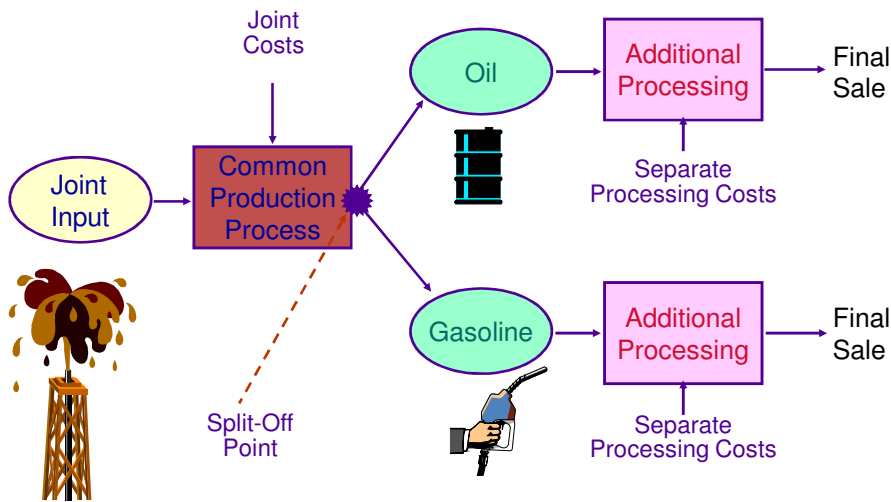 Joint
Costs
Oil
Additional
Processing
Final
Sale
Joint
Input
Common
Production
Process
Separate
Processing Costs
Gasoline
Additional
Processing
Final
Sale
Split-Off
Point
Separate
Processing Costs